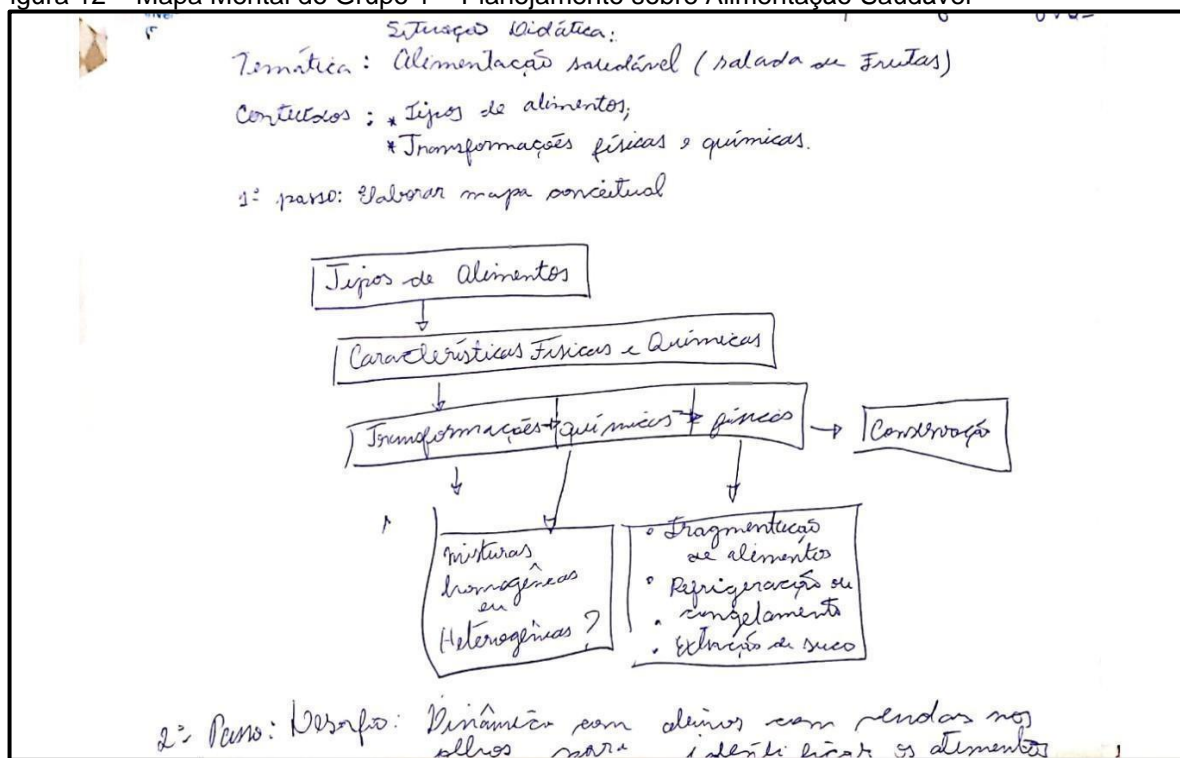 igura 12 – Mapa Mental do Grupo 1 – Planejamento sobre Alimentação Saudável
Situação Didática:
Temática: Alimentação saudável (salada de Frutas)
Conteúdos: * Tipos de alimentos;
* Transformações físicas e químicas.
1º passo: Elaborar mapa conceitual
Tipos de Alimentos
Características Físicas e Químicas
Transformações químicas físicas
Conservação
misturas
homogêneas
ou
Heterogêneas?
• Fragmentação
de alimentos
• Refrigeração ou
• congelamento
• Extração de suco
2º Passo: Desafio: Dinâmica com alunos com vendas nos
olhos para identificar os alimentos